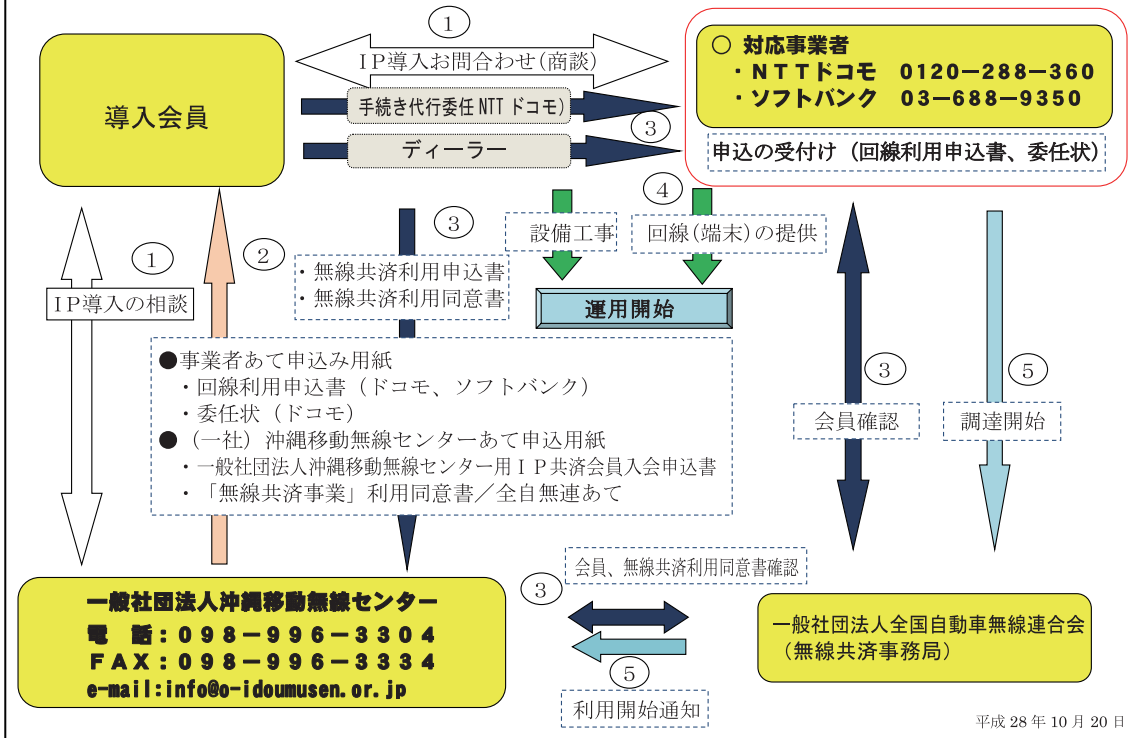 ①
IP導入お問合わせ(商談)
導入会員
手続き代行委任NTTドコモ)
③
ディーラー
○ 対応事業者
・NTTドコモ 0120－288－360
・ソフトバンク 03－688－9350
申込の受付け（回線利用申込書、委任状）
①
IP導入の相談
②
③
・無線共済利用申込書
・無線共済利用同意書
設備工事
④
回線(端末)の提供
運用開始
●事業者あて申込み用紙
・回線利用申込書（ドコモ、ソフトバンク）
・委任状（ドコモ）
●（一社）沖縄移動無線センターあて申込用紙
・一般社団法人沖縄移動無線センター用IP共済会員入会申込書
・「無線共済事業」利用同意書／全自無連あて
③
会員確認
⑤
調達開始
一般社団法人沖縄移動無線センター
電 話：098－996－3304
FAX：098－996－3334
e-mail:info@o-idoumusen.or.jp
会員、無線共済利用同意書確認
③
⑤
利用開始通知
一般社団法人全国自動車無線連合会
（無線共済事務局）
平成28年10月20日